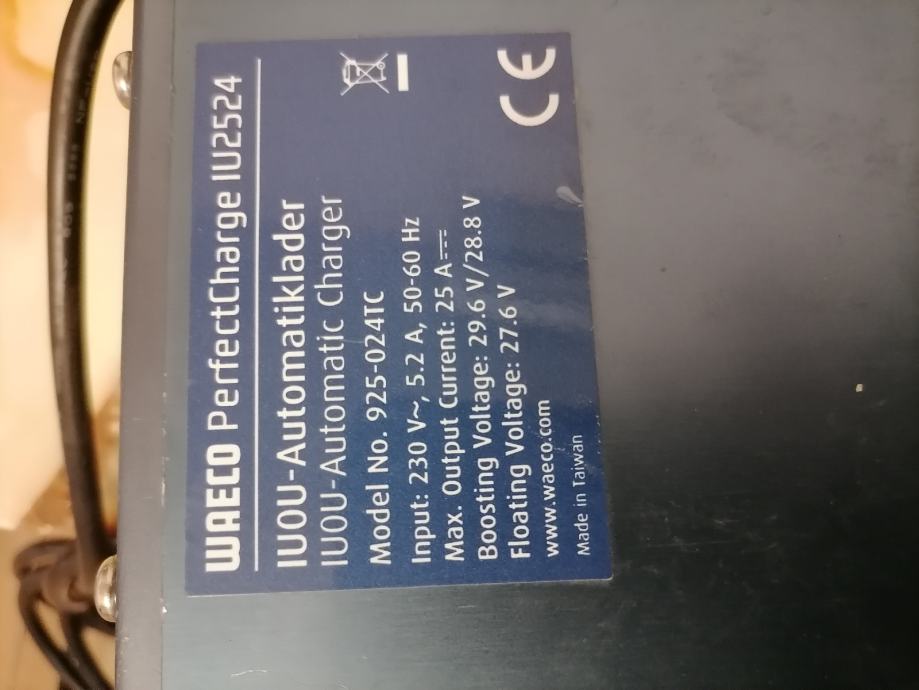 WAECO PerfectCharge IU2524
IU0U-Automatiklader
IU0U-Automatic Charger
Model No. 925-024TC
Input: 230 V~, 5.2 A, 50-60 Hz
Max. Output Current: 25 A ⎓
Boosting Voltage: 29.6 V/28.8 V
Floating Voltage: 27.6 V
www.waeco.com
Made in Taiwan
CE